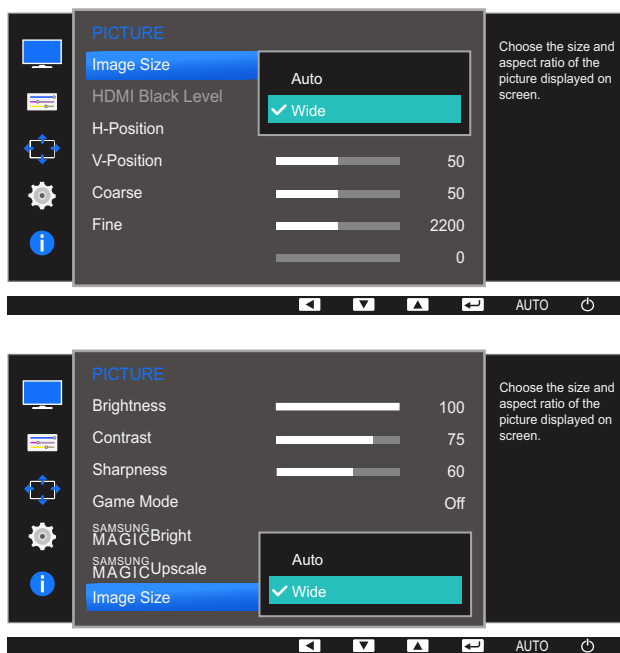 PICTURE
Image Size
Auto
HDMI Black Level
Wide
H-Position
V-Position 50
Coarse 50
Fine 2200
0
Choose the size and
aspect ratio of the
picture displayed on
screen.
AUTO
PICTURE
Brightness 100
Contrast 75
Sharpness 60
Game Mode Off
SAMSUNG
MAGICBright
SAMSUNG
MAGICUpscale
Auto
Image Size
Wide
Choose the size and
aspect ratio of the
picture displayed on
screen.
AUTO